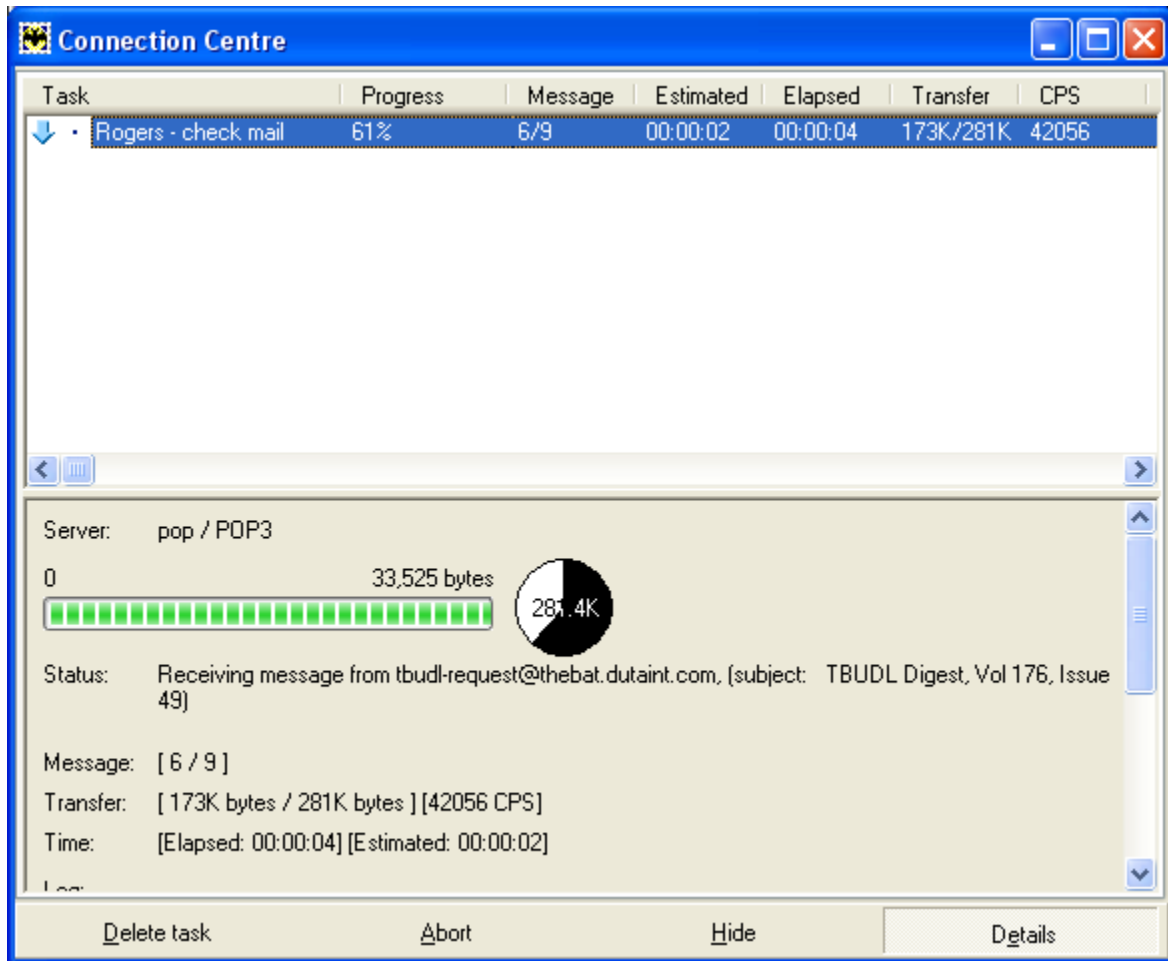 Connection Centre
Task Progress Message Estimated Elapsed Transfer CPS
Rogers - check mail 61% 6/9 00:00:02 00:00:04 173K/281K 42056
Server: pop / POP3
0 33,525 bytes
281.4K
Status: Receiving message from tbudl-request@thebat.dutaint.com, (subject: TBUDL Digest, Vol 176, Issue
49)
Message: [ 6 / 9 ]
Transfer: [ 173K bytes / 281K bytes ] [42056 CPS]
Time: [Elapsed: 00:00:04] [Estimated: 00:00:02]
Log:
Delete task Abort Hide Details